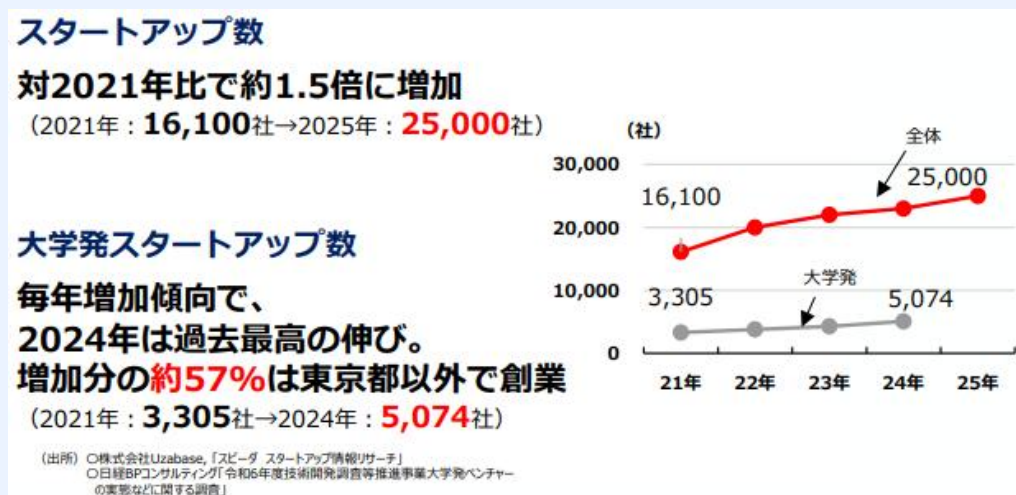 スタートアップ数
対2021年比で約1.5倍に増加
（2021年：16,100社→2025年：25,000社）
大学発スタートアップ数
毎年増加傾向で、
2024年は過去最高の伸び。
増加分の約57%は東京都以外で創業
（2021年：3,305社→2024年：5,074社）
（出所）〇株式会社Uzabase,「スピーダ スタートアップ情報リサーチ」
〇日経BPコンサルティング「令和6年度技術開発調査等推進事業大学発ベンチャー
の実態などに関する調査」
（社）
全体
30,000
25,000
16,100
20,000
大学発
10,000
3,305
5,074
0
21年 22年 23年 24年 25年